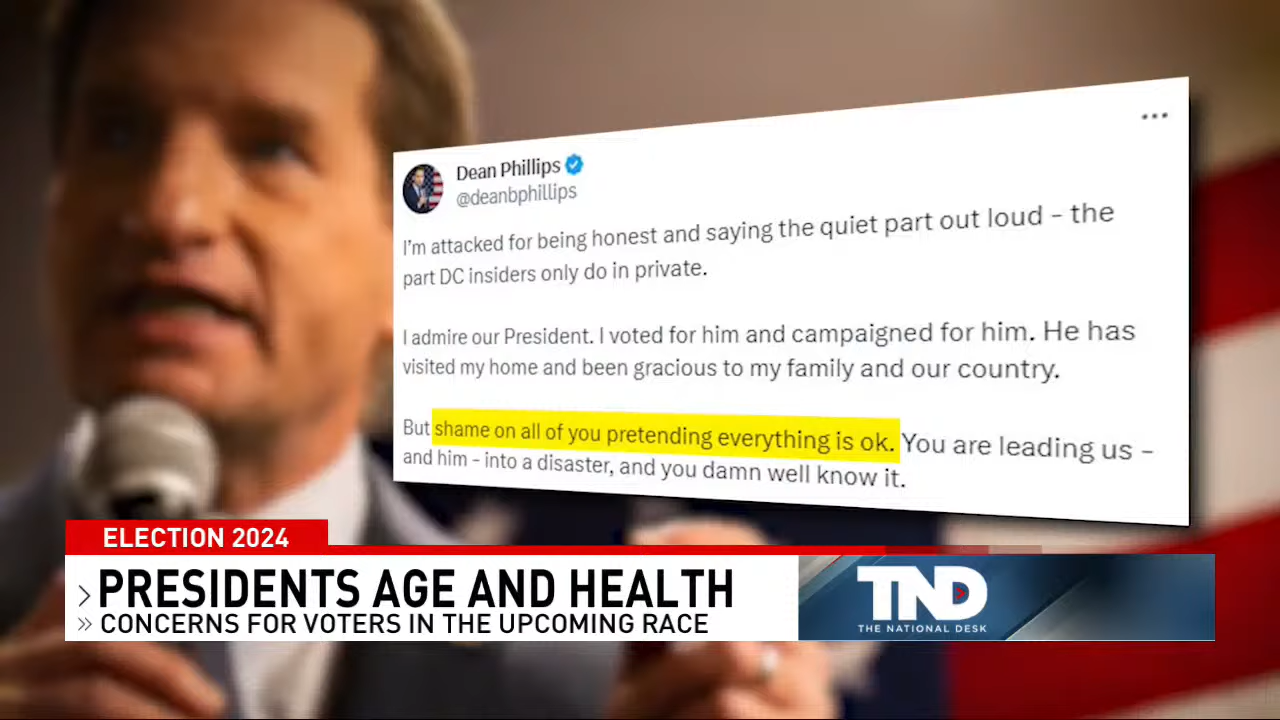 Dean Phillips
@deanbphillips
I'm attacked for being honest and saying the quiet part out loud – the
part DC insiders only do in private.
I admire our President. I voted for him and campaigned for him. He has
visited my home and been gracious to my family and our country.
But shame on all of you pretending everything is ok. You are leading us –
and him – into a disaster, and you damn well know it.
ELECTION 2024
PRESIDENTS AGE AND HEALTH
CONCERNS FOR VOTERS IN THE UPCOMING RACE
TND
THE NATIONAL DESK